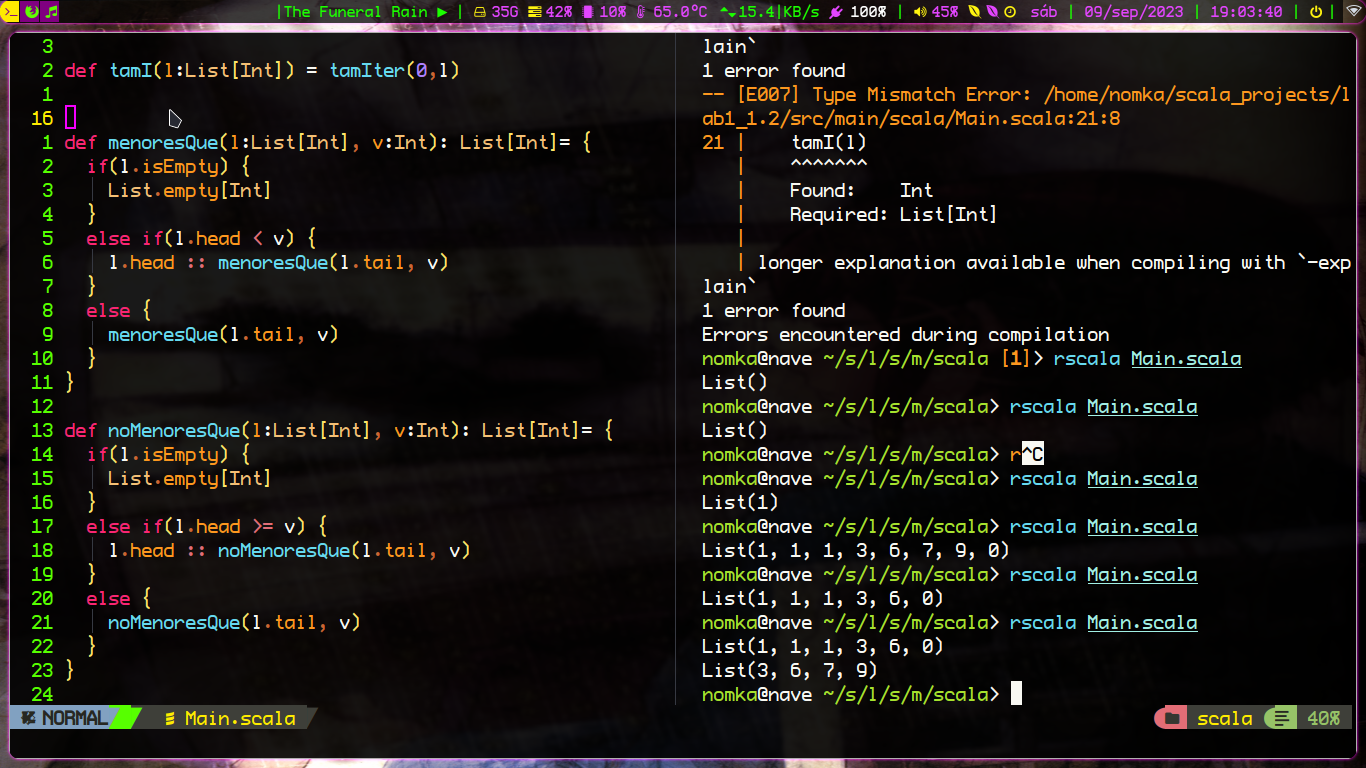 |The Funeral Rain ▶ | 35G 42% 10% 65.0°C 15.4|KB/s 100% | 45% sáb | 09/sep/2023 | 19:03:40 | |
3
2 def tamI(l:List[Int]) = tamIter(0,l)
1
16
1 def menoresQue(l:List[Int], v:Int): List[Int]= {
2 if(l.isEmpty) {
3 List.empty[Int]
4 }
5 else if(l.head < v) {
6 l.head :: menoresQue(l.tail, v)
7 }
8 else {
9 menoresQue(l.tail, v)
10 }
11 }
12
13 def noMenoresQue(l:List[Int], v:Int): List[Int]= {
14 if(l.isEmpty) {
15 List.empty[Int]
16 }
17 else if(l.head >= v) {
18 l.head :: noMenoresQue(l.tail, v)
19 }
20 else {
21 noMenoresQue(l.tail, v)
22 }
23 }
24
lain`
1 error found
-- [E007] Type Mismatch Error: /home/nomka/scala_projects/l
ab1_1.2/src/main/scala/Main.scala:21:8
21 | tamI(l)
| ^^^^^^^
| Found: Int
| Required: List[Int]
|
| longer explanation available when compiling with `-exp
lain`
1 error found
Errors encountered during compilation
nomka@nave ~/s/l/s/m/scala [1]> rscala Main.scala
List()
nomka@nave ~/s/l/s/m/scala> rscala Main.scala
List()
nomka@nave ~/s/l/s/m/scala> r^C
nomka@nave ~/s/l/s/m/scala> rscala Main.scala
List(1)
nomka@nave ~/s/l/s/m/scala> rscala Main.scala
List(1, 1, 1, 3, 6, 7, 9, 0)
nomka@nave ~/s/l/s/m/scala> rscala Main.scala
List(1, 1, 1, 3, 6, 0)
nomka@nave ~/s/l/s/m/scala> rscala Main.scala
List(1, 1, 1, 3, 6, 0)
List(3, 6, 7, 9)
nomka@nave ~/s/l/s/m/scala>
NORMAL Main.scala scala 40%